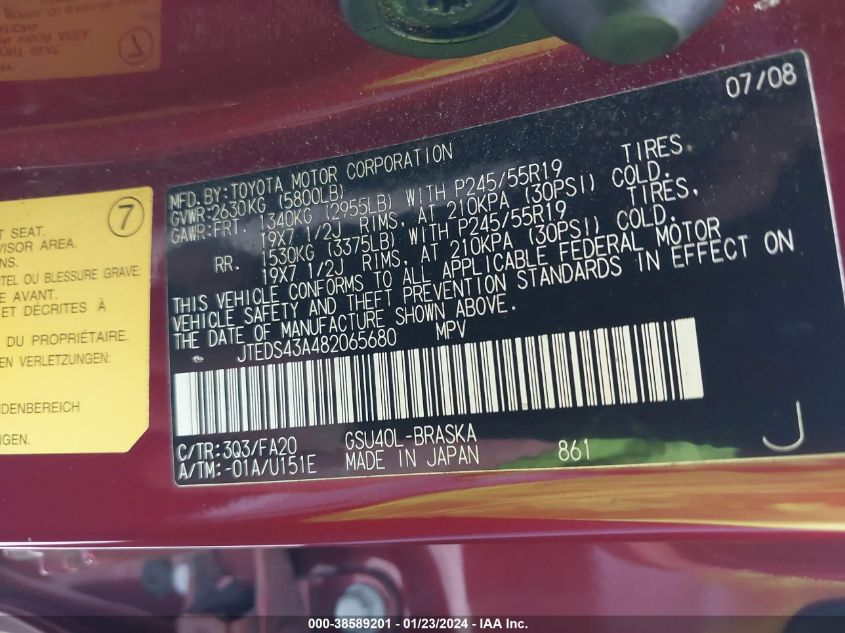 07/08
MFD. BY: TOYOTA MOTOR CORPORATION
GVWR: 2630KG (5800LB)
GAWR: FRT. 1340KG (2955LB) WITH P245/55R19 TIRES,
19X7 1/2J RIMS, AT 210KPA (30PSI) COLD.
RR. 1530KG (3375LB) WITH P245/55R19 TIRES,
19X7 1/2J RIMS, AT 210KPA (30PSI) COLD.
THIS VEHICLE CONFORMS TO ALL APPLICABLE FEDERAL MOTOR
VEHICLE SAFETY AND THEFT PREVENTION STANDARDS IN EFFECT ON
THE DATE OF MANUFACTURE SHOWN ABOVE.
JTEDS43A482065680 MPV
C/TR: 3Q3/FA20 GSU40L-BRASKA
A/TM: -01A/U151E MADE IN JAPAN 861
J
7
SEAT.
AREA.
OU BLESSURE GRAVE:
AVANT.
ET DÉCRITES À
DU PROPRIÉTAIRE.
VERLETZUNGEN:
000-38589201 - 01/23/2024 - IAA Inc.